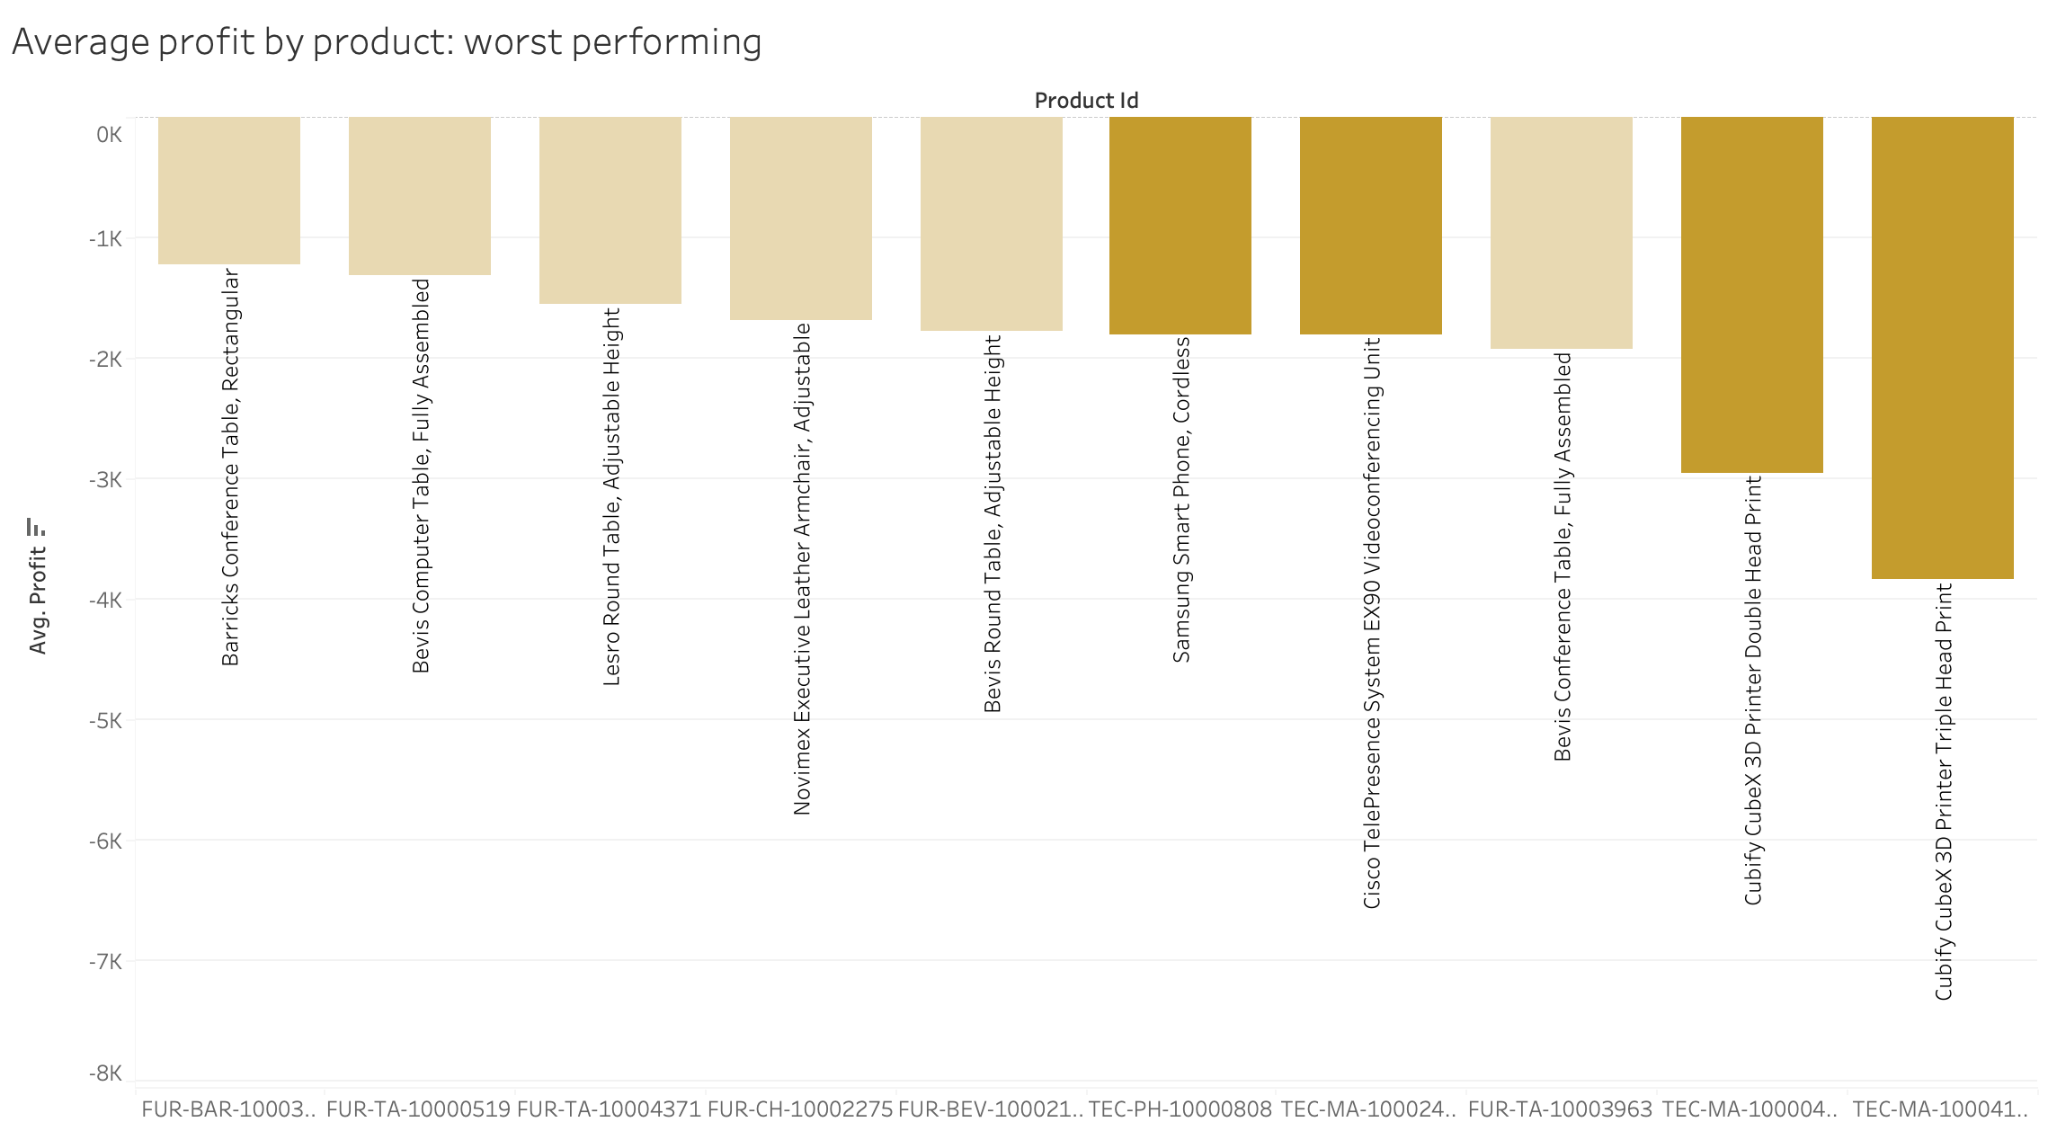 Average profit by product: worst performing
Product Id
Avg. Profit
0K
-1K
-2K
-3K
-4K
-5K
-6K
-7K
-8K
Barricks Conference Table, Rectangular
Bevis Computer Table, Fully Assembled
Lesro Round Table, Adjustable Height
Novimex Executive Leather Armchair, Adjustable
Bevis Round Table, Adjustable Height
Samsung Smart Phone, Cordless
Cisco TelePresence System EX90 Videoconferencing Unit
Bevis Conference Table, Fully Assembled
Cubify CubeX 3D Printer Double Head Print
Cubify CubeX 3D Printer Triple Head Print
FUR-BAR-10003..
FUR-TA-10000519
FUR-TA-10004371
FUR-CH-10002275
FUR-BEV-100021..
TEC-PH-10000808
TEC-MA-100024..
FUR-TA-10003963
TEC-MA-100004..
TEC-MA-100041..